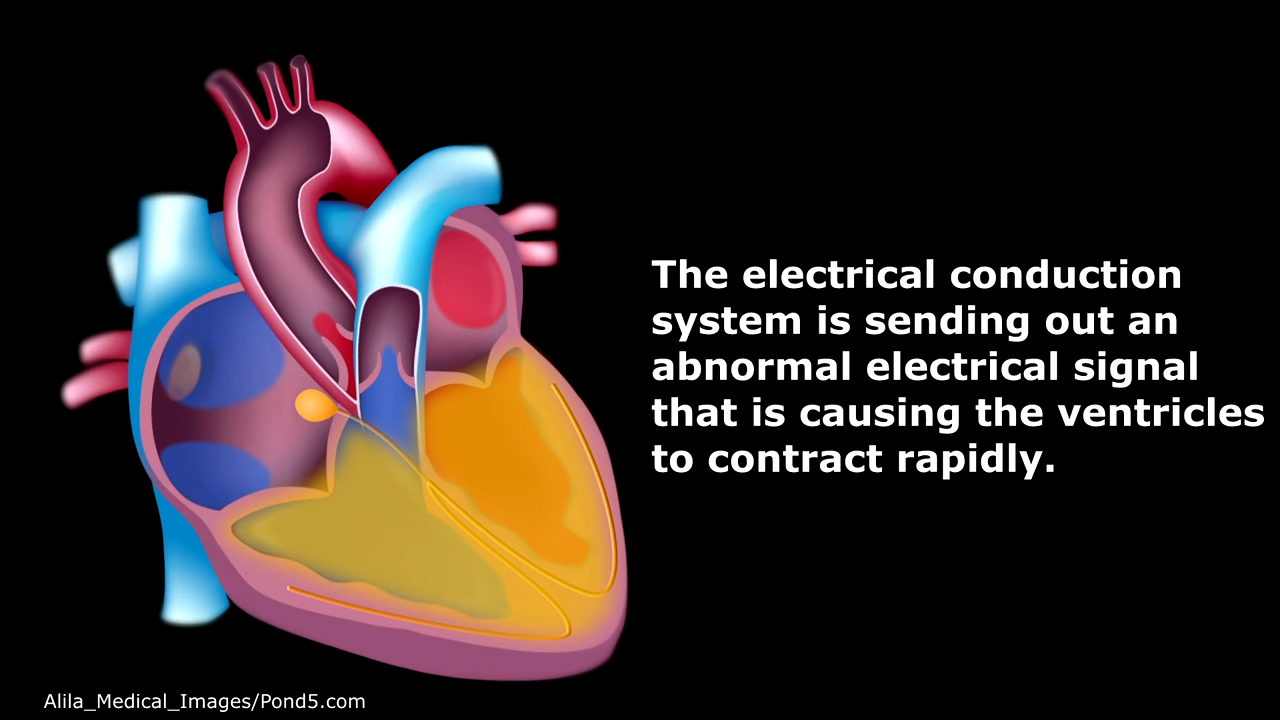 The electrical conduction
system is sending out an
abnormal electrical signal
that is causing the ventricles
to contract rapidly.
Alila_Medical_Images/Pond5.com